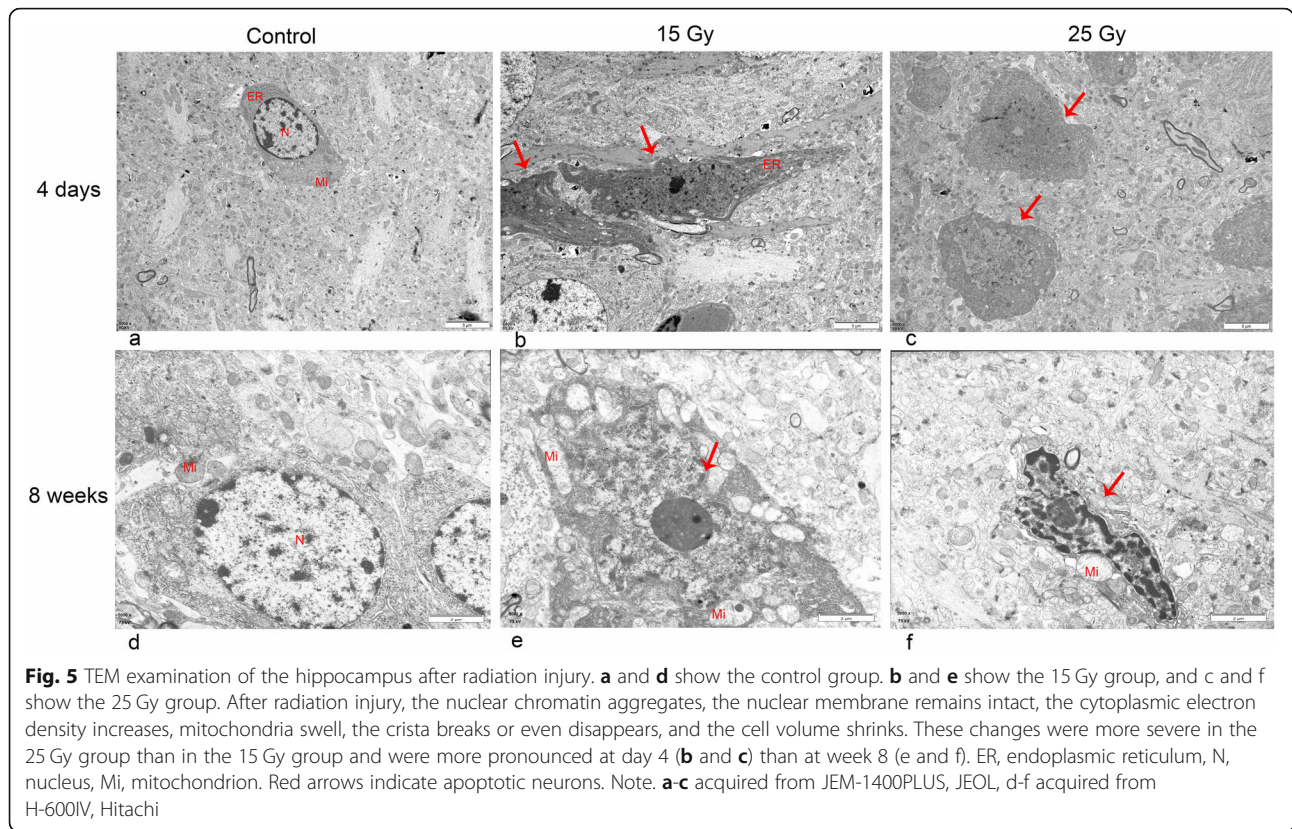 Control 15 Gy 25 Gy
4 days
ER
N
Mi
5 µm
a
ER
5 µm
b
5 µm
c
8 weeks
Mi
N
d
Mi
Mi
e
Mi
f
Fig. 5 TEM examination of the hippocampus after radiation injury. a and d show the control group. b and e show the 15 Gy group, and c and f
show the 25 Gy group. After radiation injury, the nuclear chromatin aggregates, the nuclear membrane remains intact, the cytoplasmic electron
density increases, mitochondria swell, the crista breaks or even disappears, and the cell volume shrinks. These changes were more severe in the
25 Gy group than in the 15 Gy group and were more pronounced at day 4 (b and c) than at week 8 (e and f). ER, endoplasmic reticulum, N,
nucleus, Mi, mitochondrion. Red arrows indicate apoptotic neurons. Note. a-c acquired from JEM-1400PLUS, JEOL, d-f acquired from
H-600IV, Hitachi